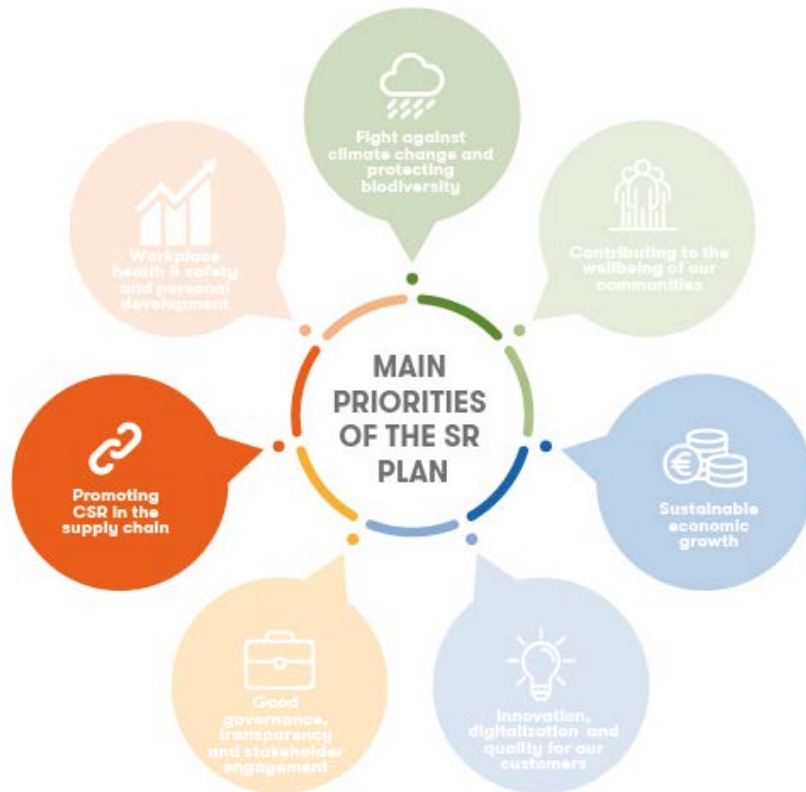 Fight against
climate change and
protecting
biodiversity
Contributing to the
wellbeing of our
communities
Sustainable
economic
growth
Innovation,
digitalization and
quality for our
customers
Good
governance,
transparency
and stakeholder
engagement
Promoting
CSR in the
supply chain
Workplace
health & safety
and personal
development
MAIN
PRIORITIES
OF THE SR
PLAN